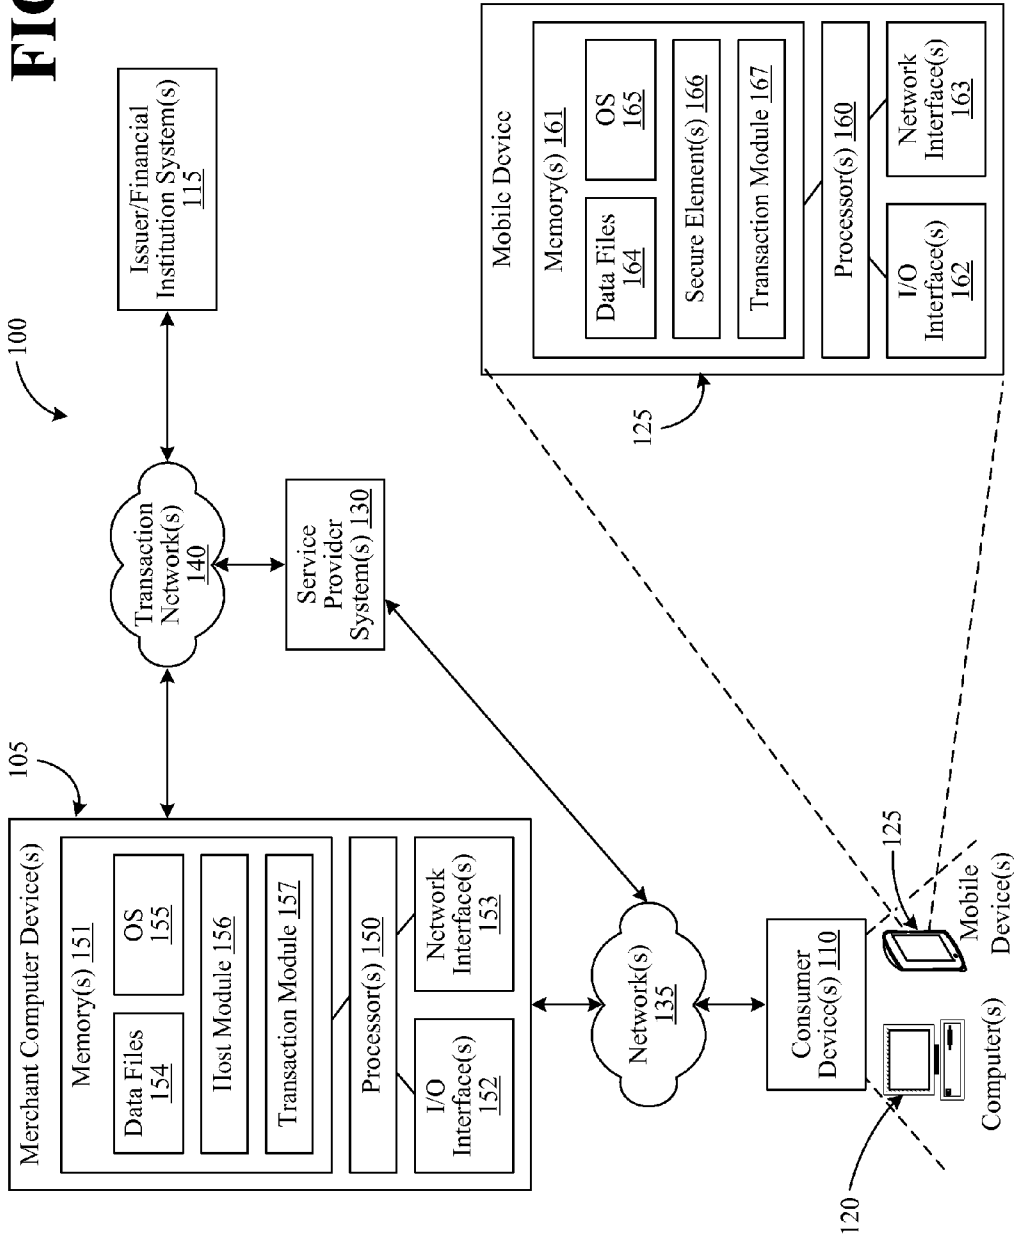 FIG
100
105
Merchant Computer Device(s)
Memory(s) 151
Data Files
154
OS
155
Host Module 156
Transaction Module 157
Processor(s) 150
I/O
Interface(s)
152
Network
Interface(s)
153
Transaction
Network(s)
140
Issuer/Financial
Institution System(s)
115
Service
Provider
System(s) 130
Network(s)
135
Consumer
Device(s) 110
120
Computer(s)
125
Mobile
Device(s)
125
Mobile Device
Memory(s) 161
Data Files
164
OS
165
Secure Element(s) 166
Transaction Module 167
Processor(s) 160
I/O
Interface(s)
162
Network
Interface(s)
163